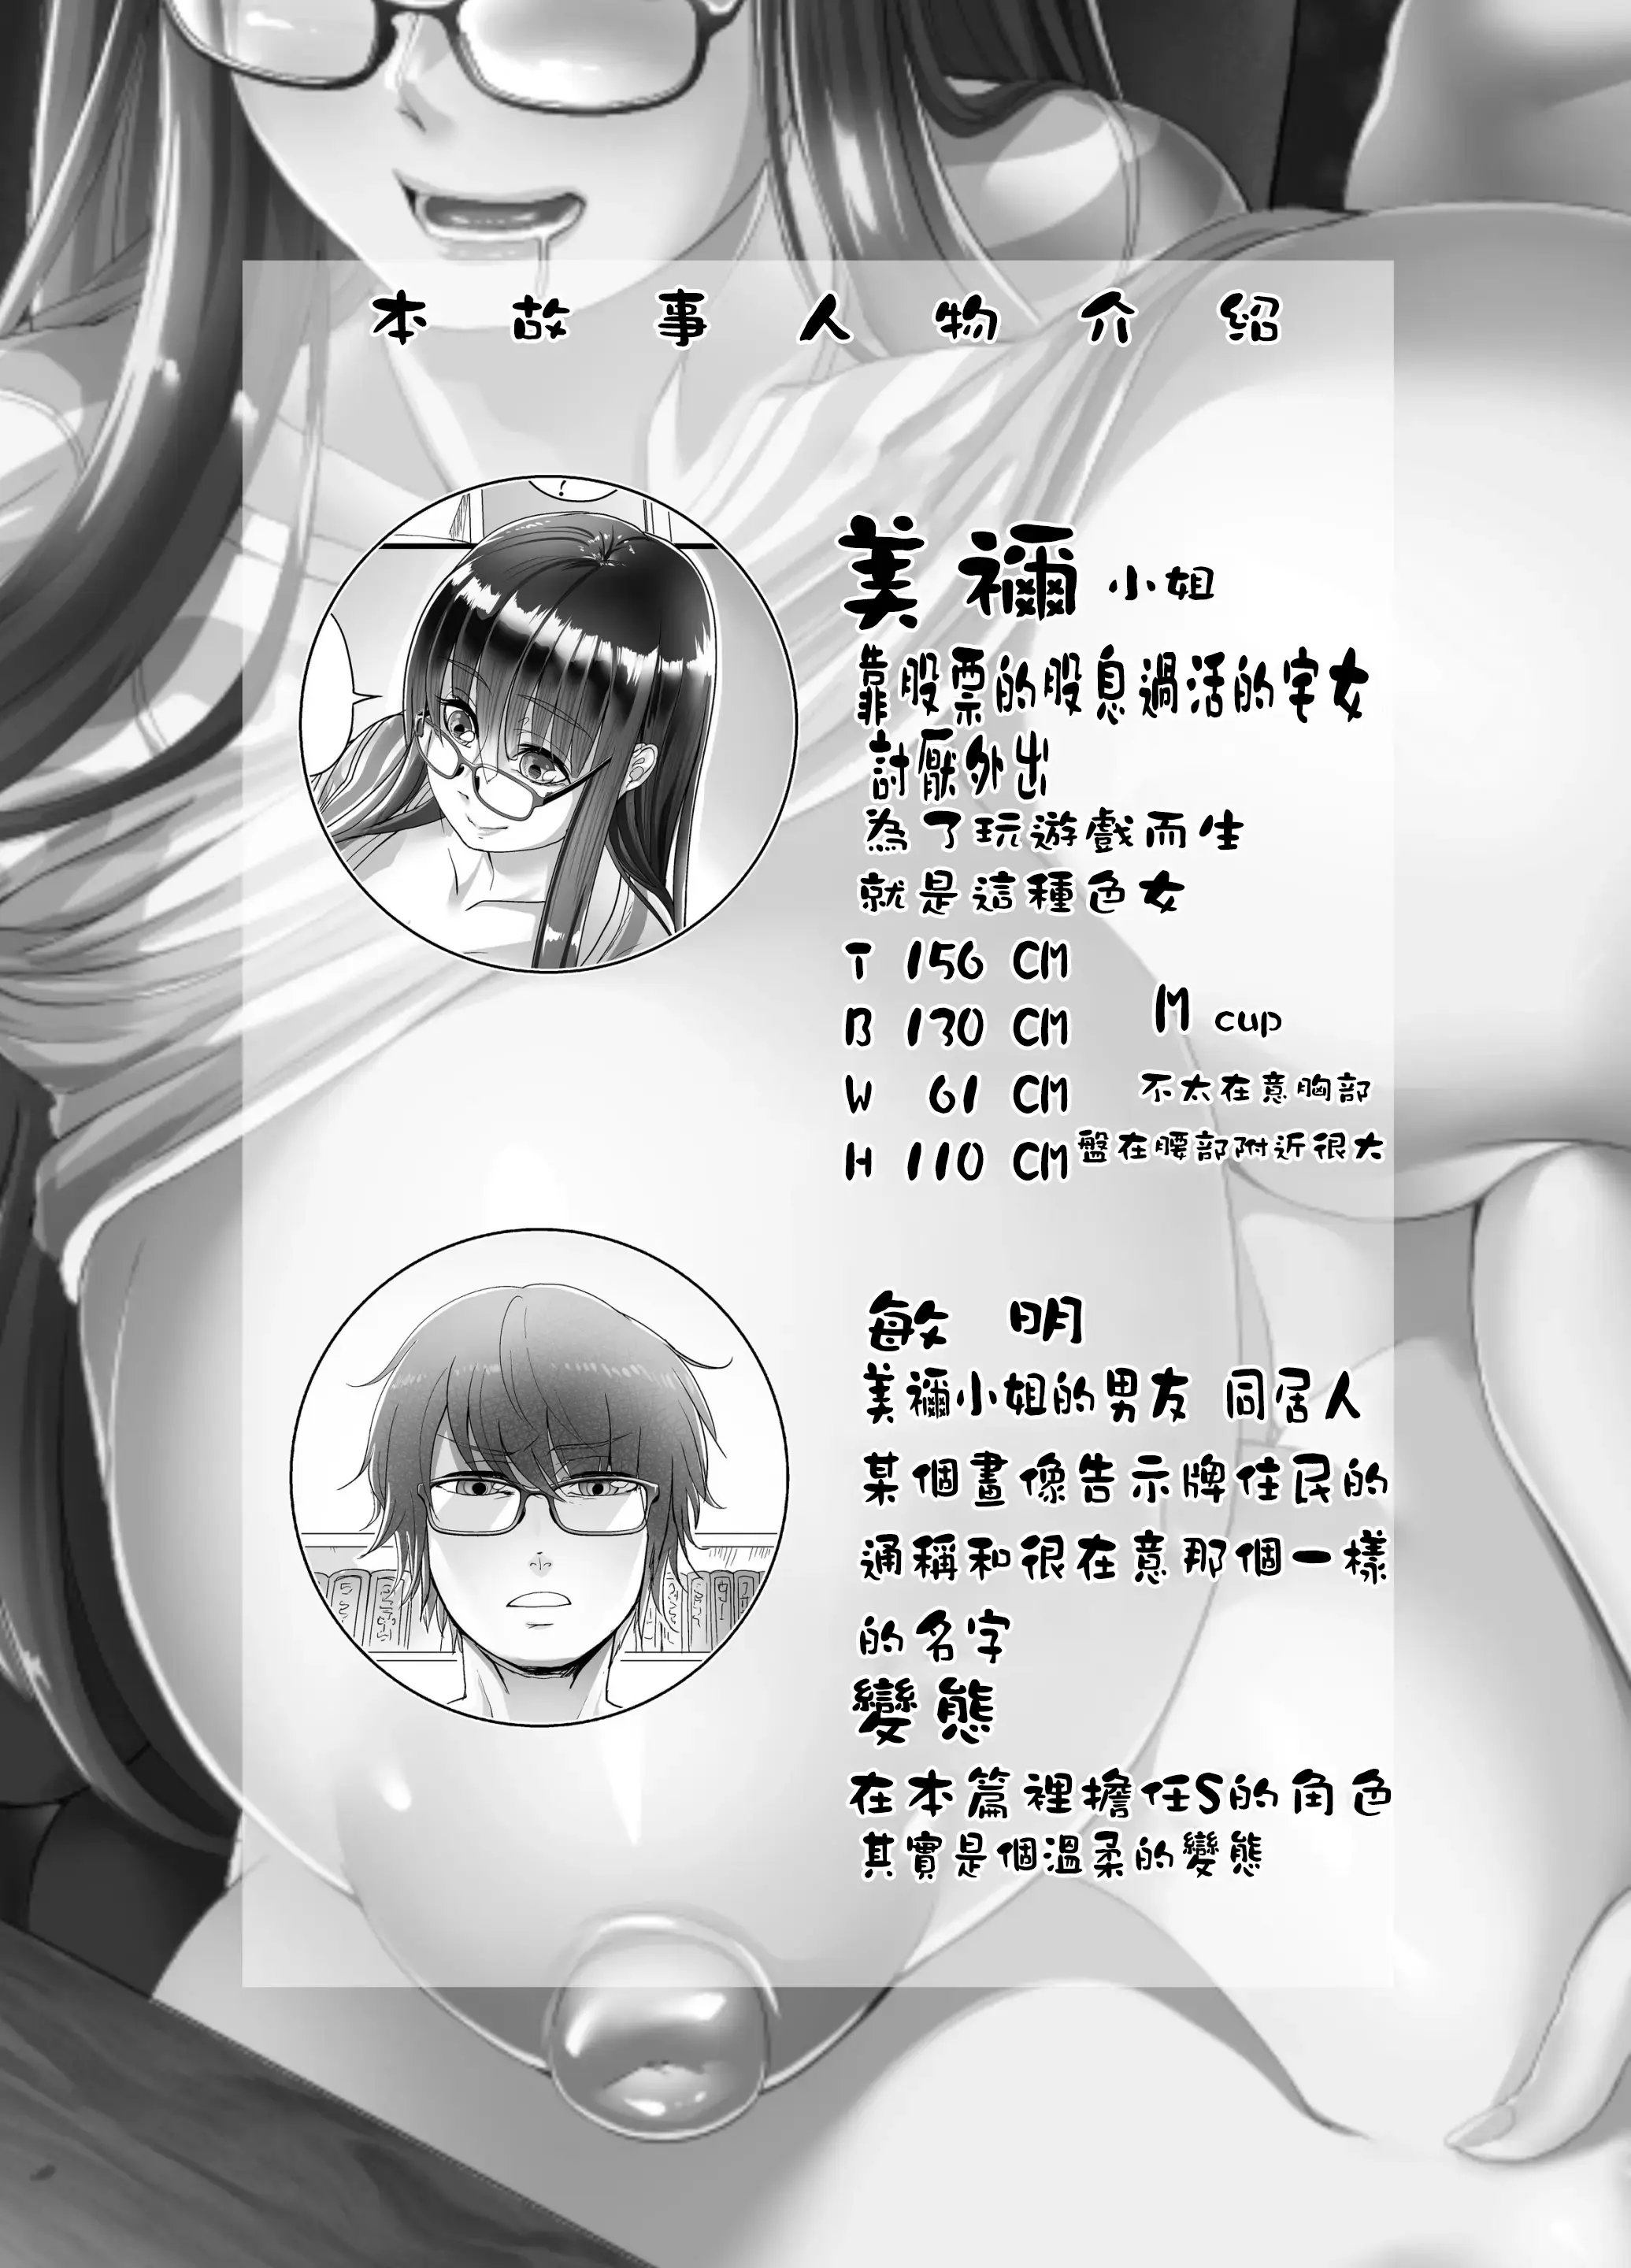 本故事人物介紹
?
美禰小姐
靠股票的股息過活的宅女
討厭外出
為了玩遊戲而生
就是這種色女
T 156 CM
B 130 CM M cup
W 61 CM 不太在意胸部
H 110 CM 盤在腰部附近很大
敏明
美禰小姐的男友 同居人
某個畫像告示牌住民的
通稱和很在意那個一樣
的名字
變態
在本篇裡擔任S的角色
其實是個溫柔的變態